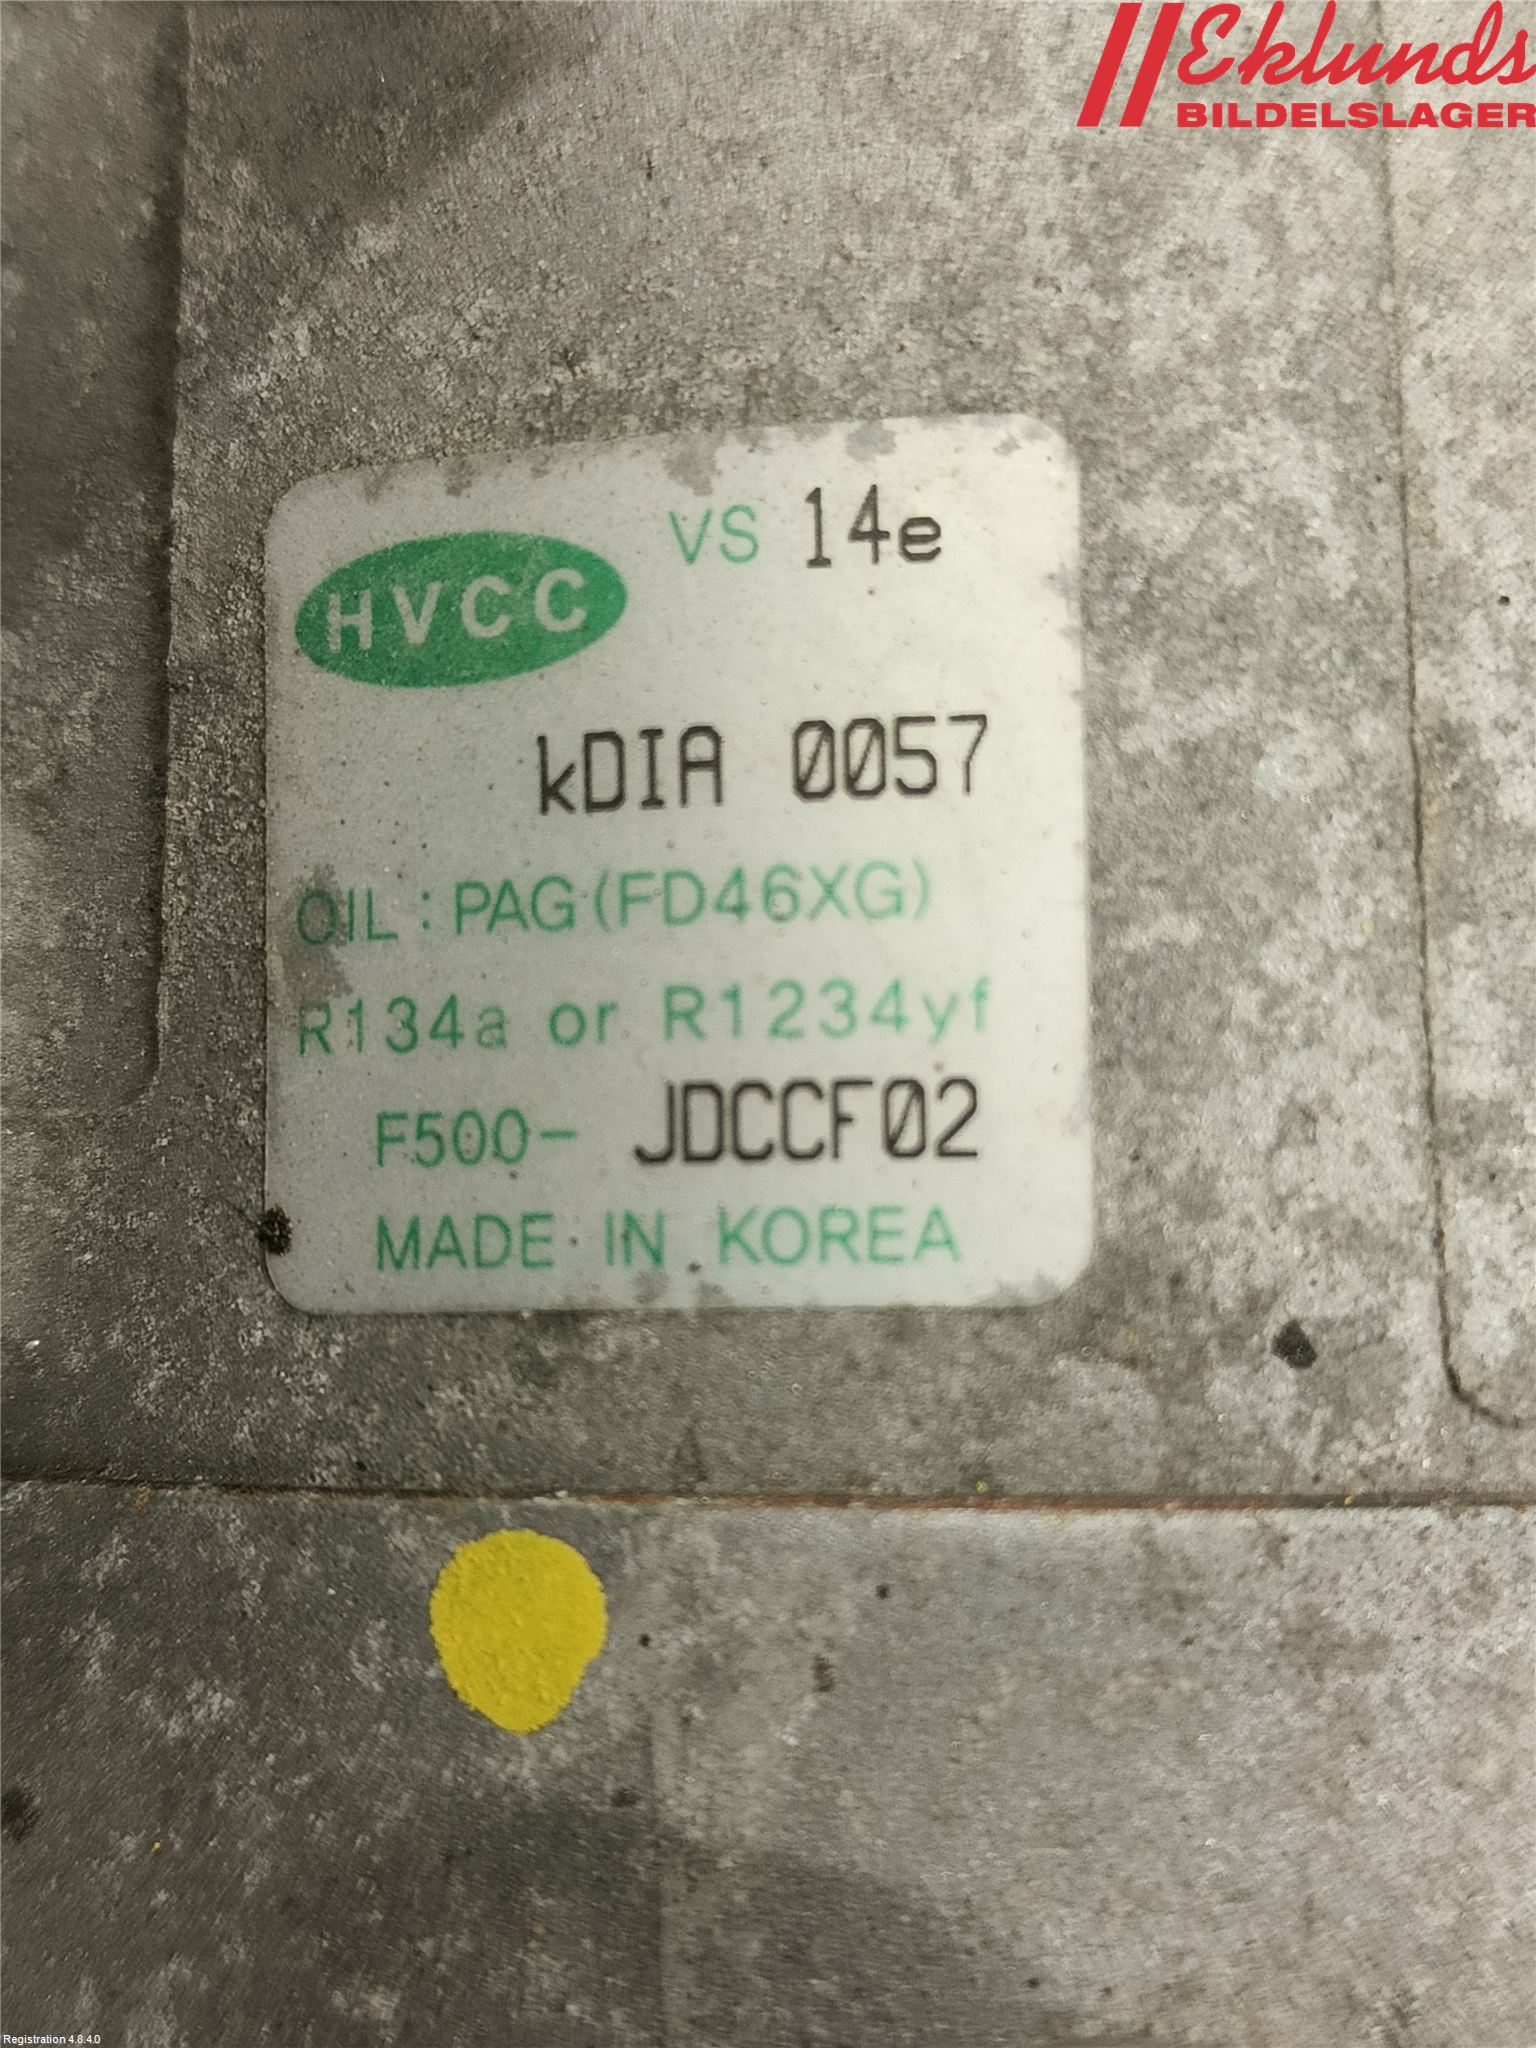 Eklunds
BILDELSLAGER
VS 14e
HVCC
kDIA 0057
OIL : PAG (FD46XG)
R134a or R1234yf
F500- JDCCF02
MADE IN KOREA
Registration 4.8.4.0